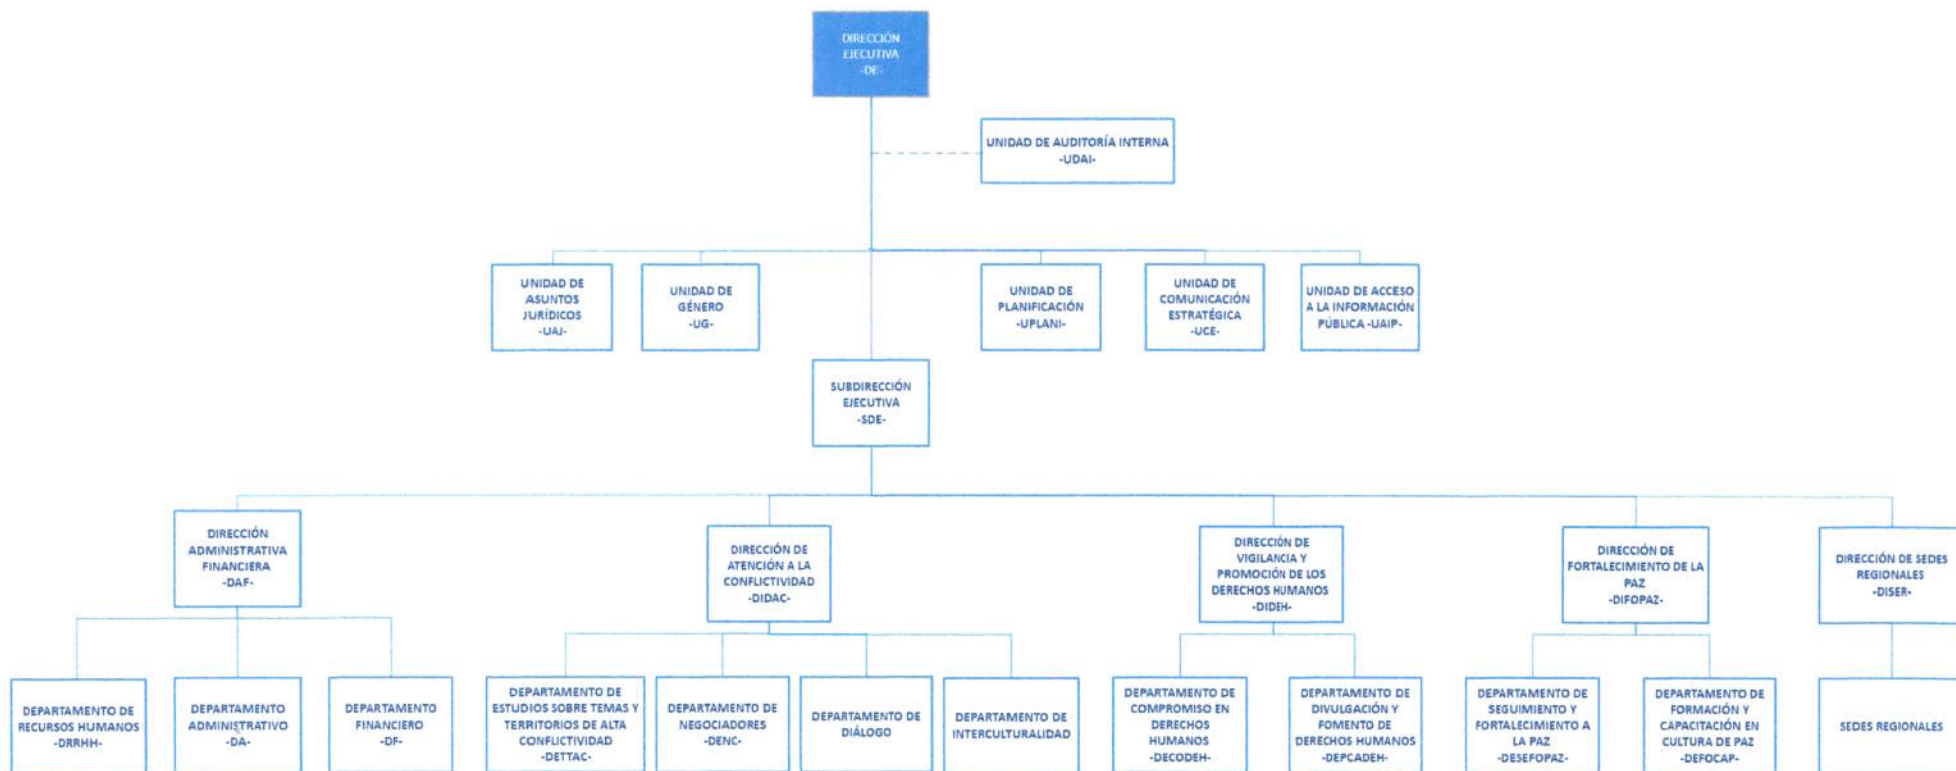 DIRECCIÓN
EJECUTIVA
-DE-
UNIDAD DE AUDITORÍA INTERNA
-UDAI-
UNIDAD DE
ASUNTOS
JURÍDICOS
-UAJ-
UNIDAD DE
GÉNERO
-UG-
UNIDAD DE
PLANIFICACIÓN
-UPLANI-
UNIDAD DE
COMUNICACIÓN
ESTRATÉGICA
-UCE-
UNIDAD DE ACCESO
A LA INFORMACIÓN
PÚBLICA -UAIP-
SUBDIRECCIÓN
EJECUTIVA
-SDE-
DIRECCIÓN
ADMINISTRATIVA
FINANCIERA
-DAF-
DIRECCIÓN DE
ATENCIÓN A LA
CONFLICTIVIDAD
-DIDAC-
DIRECCIÓN DE
VIGILANCIA Y
PROMOCIÓN DE LOS
DERECHOS HUMANOS
-DIDEH-
DIRECCIÓN DE
FORTALECIMIENTO DE LA
PAZ
-DIFOPAZ-
DIRECCIÓN DE SEDES
REGIONALES
-DISER-
DEPARTAMENTO DE
RECURSOS HUMANOS
-DRRHH-
DEPARTAMENTO
ADMINISTRATIVO
-DA-
DEPARTAMENTO
FINANCIERO
-DF-
DEPARTAMENTO DE
ESTUDIOS SOBRE TEMAS Y
TERRITORIOS DE ALTA
CONFLICTIVIDAD
-DETTAC-
DEPARTAMENTO DE
NEGOCIADORES
-DENC-
DEPARTAMENTO DE
DIÁLOGO
DEPARTAMENTO DE
INTERCULTURALIDAD
DEPARTAMENTO DE
COMPROMISO EN
DERECHOS
HUMANOS
-DECODEH-
DEPARTAMENTO DE
DIVULGACIÓN Y
FOMENTO DE
DERECHOS HUMANOS
-DEPCADEH-
DEPARTAMENTO DE
SEGUIMIENTO Y
FORTALECIMIENTO A
LA PAZ
-DESEFOPAZ-
DEPARTAMENTO DE
FORMACIÓN Y
CAPACITACIÓN EN
CULTURA DE PAZ
-DEFOCAP-
SEDES REGIONALES